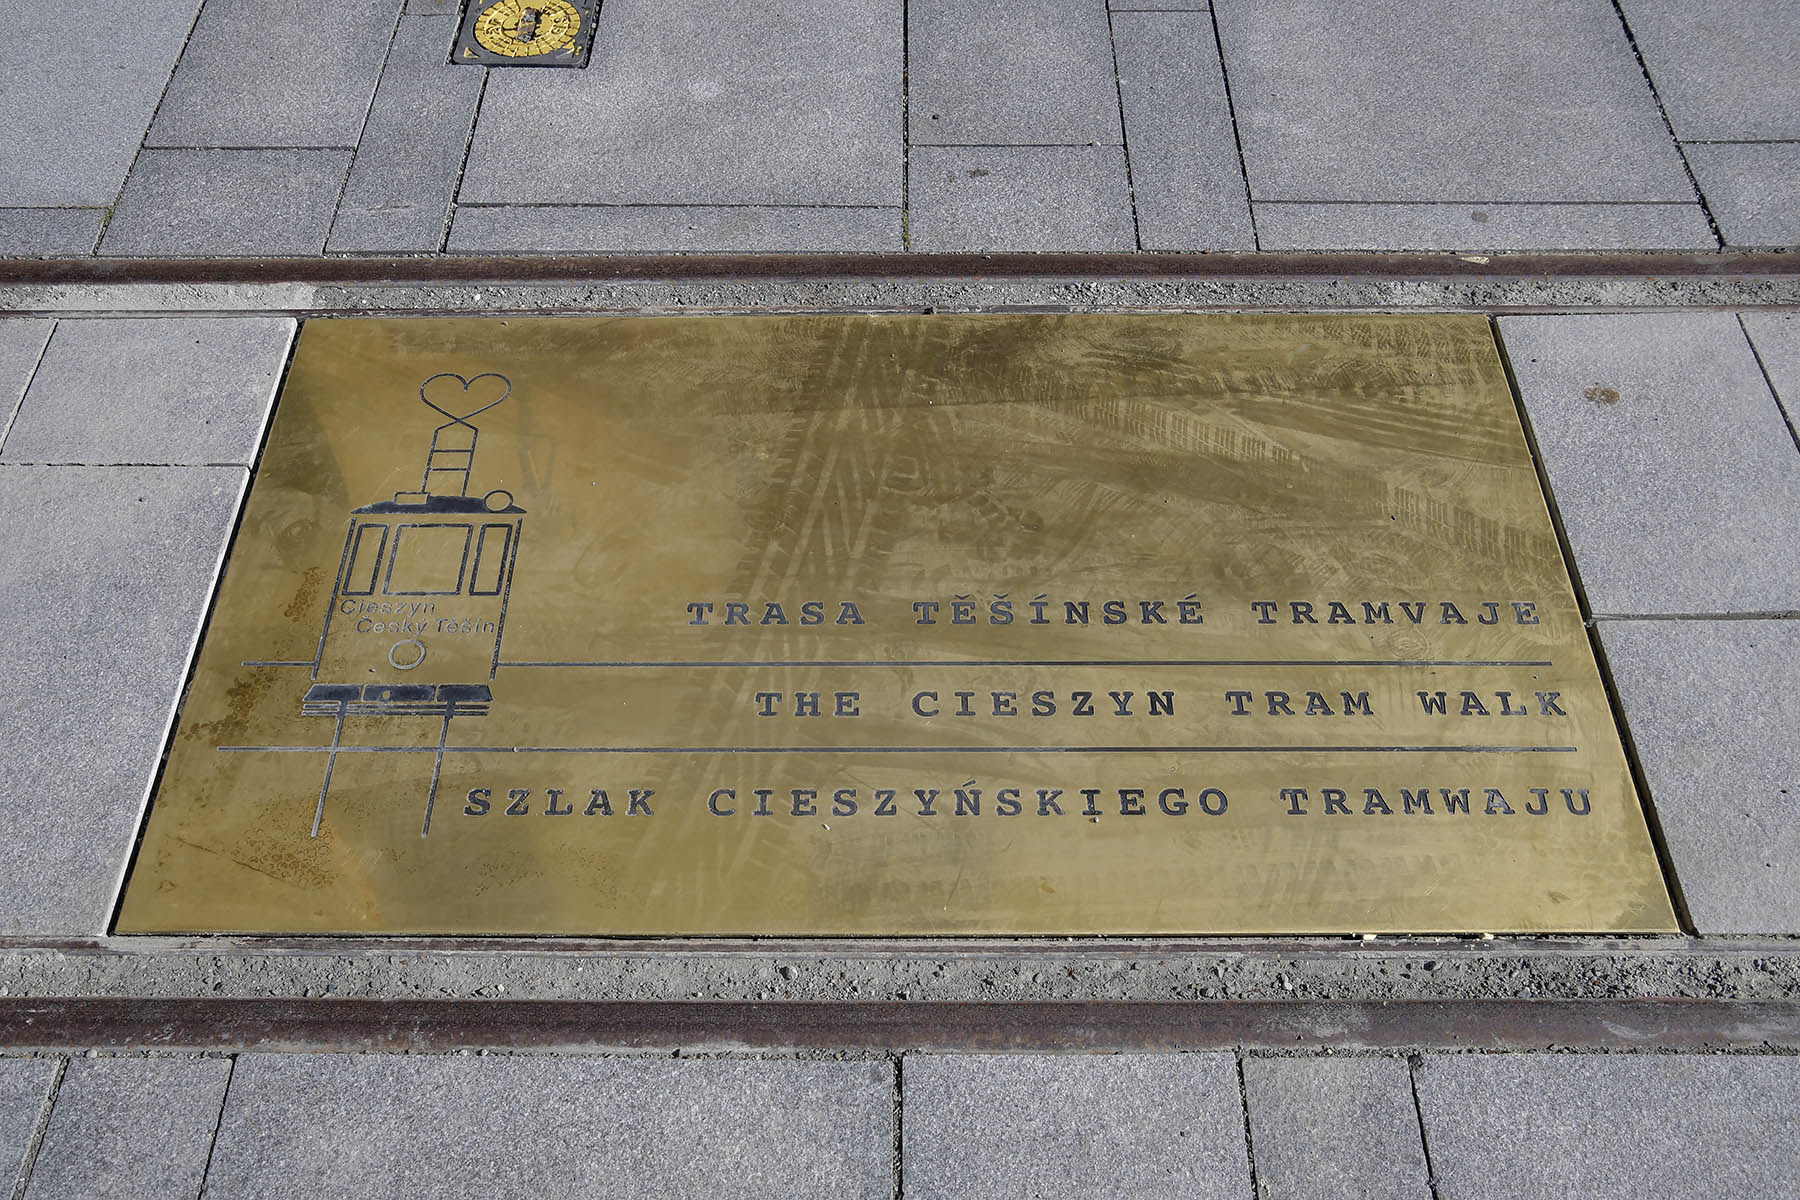 Cieszyn
Český Těšín
TRASA TĚŠÍNSKÉ TRAMVAJE
THE CIESZYN TRAM WALK
SZLAK CIESZYŃSKIEGO TRAMWAJU